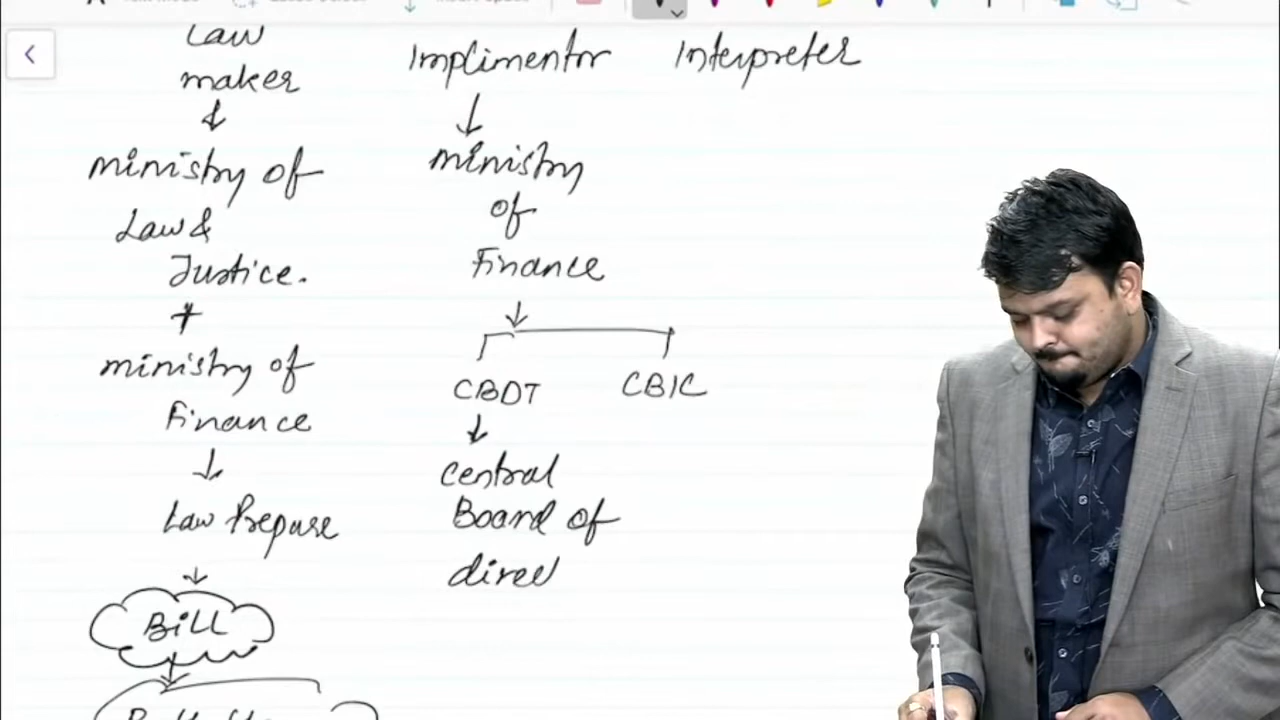 Law
maker
ministry of
Law &
Justice.
+
ministry of
Finance
Law Prepare
Bill
Implimentor
ministry
of
Finance
CBDT
CBIC
Central
Board of
direc
Interpreter